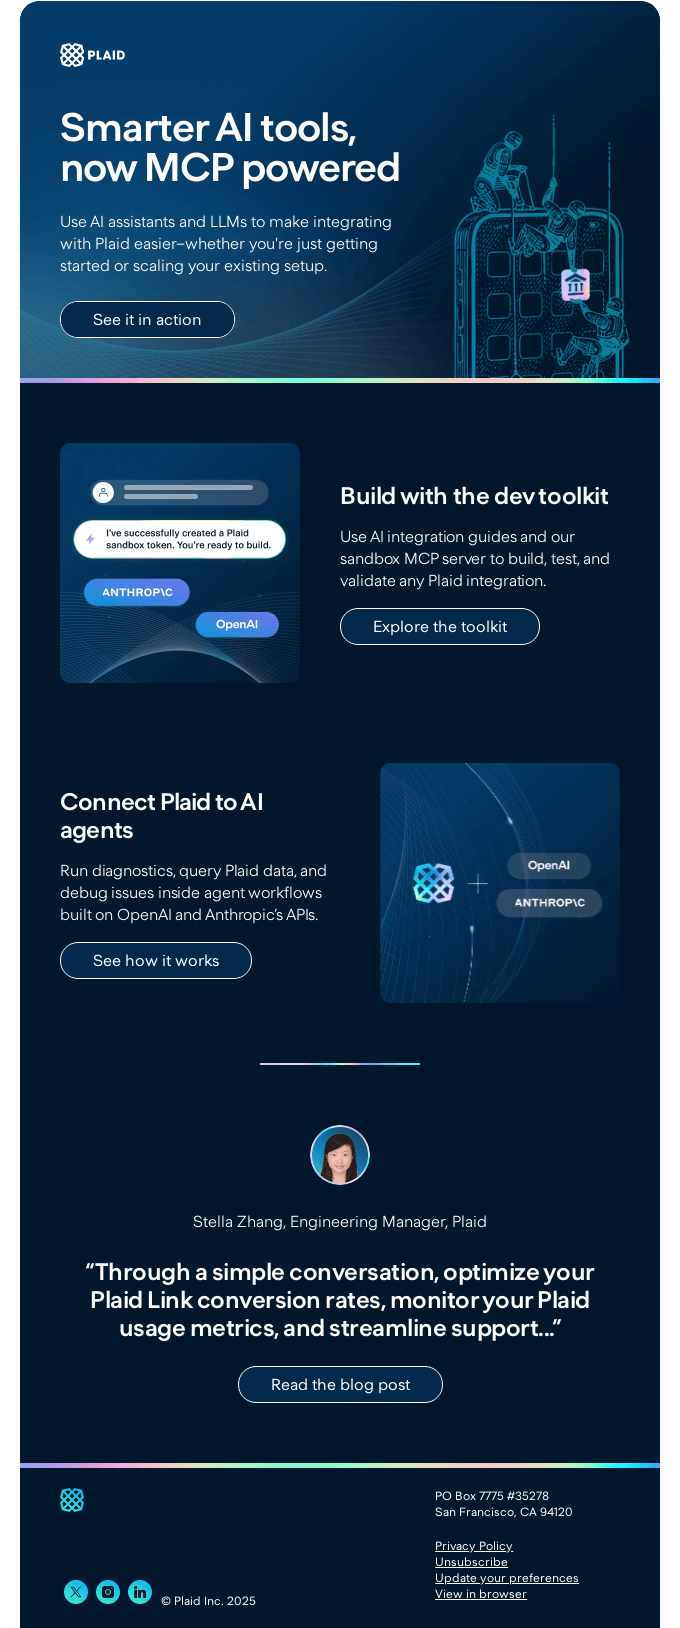 PLAID
Smarter AI tools,
now MCP powered
Use AI assistants and LLMs to make integrating
with Plaid easier–whether you're just getting
started or scaling your existing setup.
See it in action
I've successfully created a Plaid
sandbox token. You're ready to build.
ANTHROP\C
OpenAI
Build with the dev toolkit
Use AI integration guides and our
sandbox MCP server to build, test, and
validate any Plaid integration.
Explore the toolkit
Connect Plaid to AI
agents
Run diagnostics, query Plaid data, and
debug issues inside agent workflows
built on OpenAI and Anthropic’s APIs.
See how it works
OpenAI
ANTHROP\C
Stella Zhang, Engineering Manager, Plaid
“Through a simple conversation, optimize your
Plaid Link conversion rates, monitor your Plaid
usage metrics, and streamline support...”
Read the blog post
PO Box 7775 #35278
San Francisco, CA 94120
Privacy Policy
Unsubscribe
Update your preferences
View in browser
© Plaid Inc. 2025